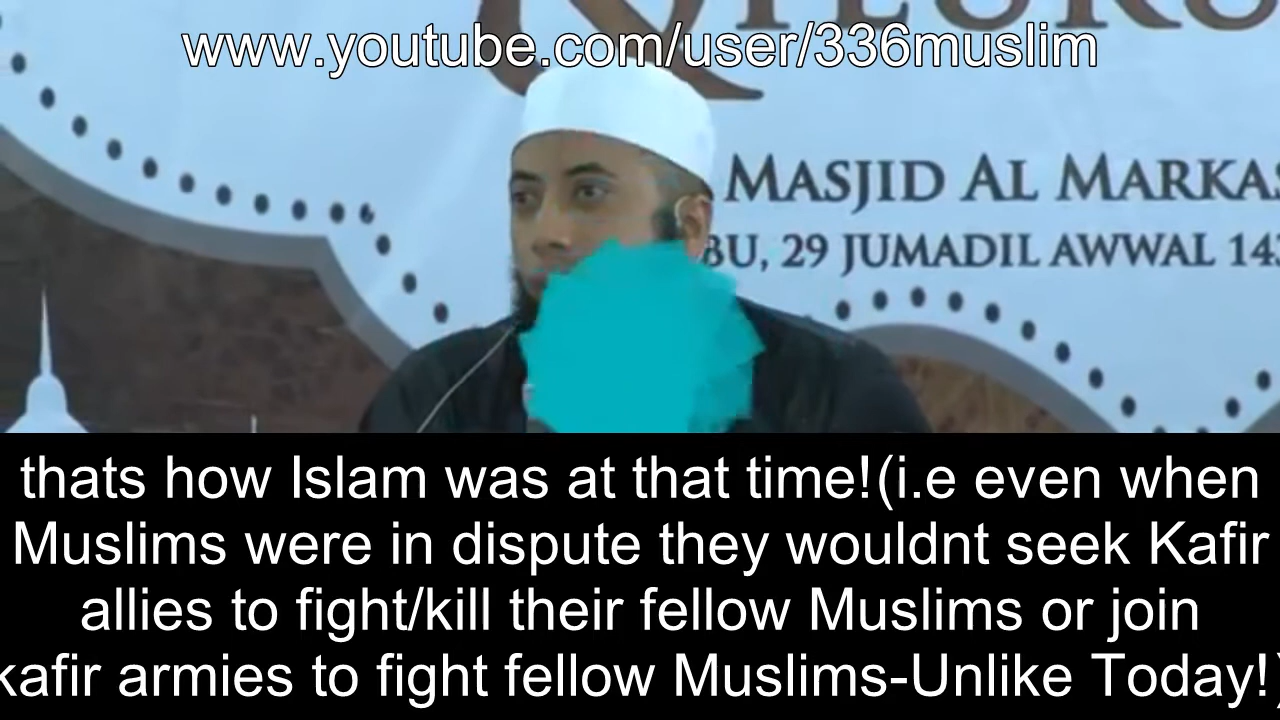 www.youtube.com/user/336muslim
MASJID AL MARKAS
BU, 29 JUMADIL AWWAL 143
thats how Islam was at that time!(i.e even when
Muslims were in dispute they wouldnt seek Kafir
allies to fight/kill their fellow Muslims or join
kafir armies to fight fellow Muslims-Unlike Today!)